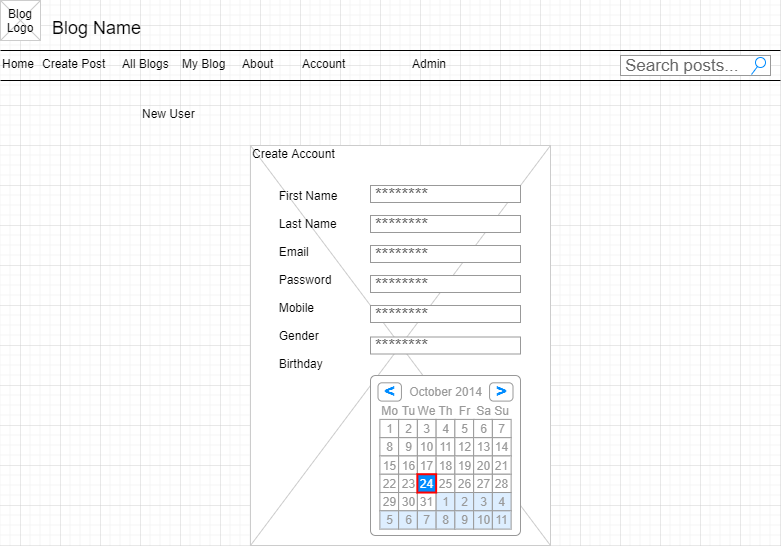 Blog
Logo
Blog Name
Home Create Post All Blogs My Blog About Account Admin Search posts...
New User
Create Account
First Name ********
Last Name ********
Email ********
Password ********
Mobile ********
Gender ********
Birthday
< October 2014 >
Mo Tu We Th Fr Sa Su
1 2 3 4 5 6 7
8 9 10 11 12 13 14
15 16 17 18 19 20 21
22 23 24 25 26 27 28
29 30 31 1 2 3 4
5 6 7 8 9 10 11